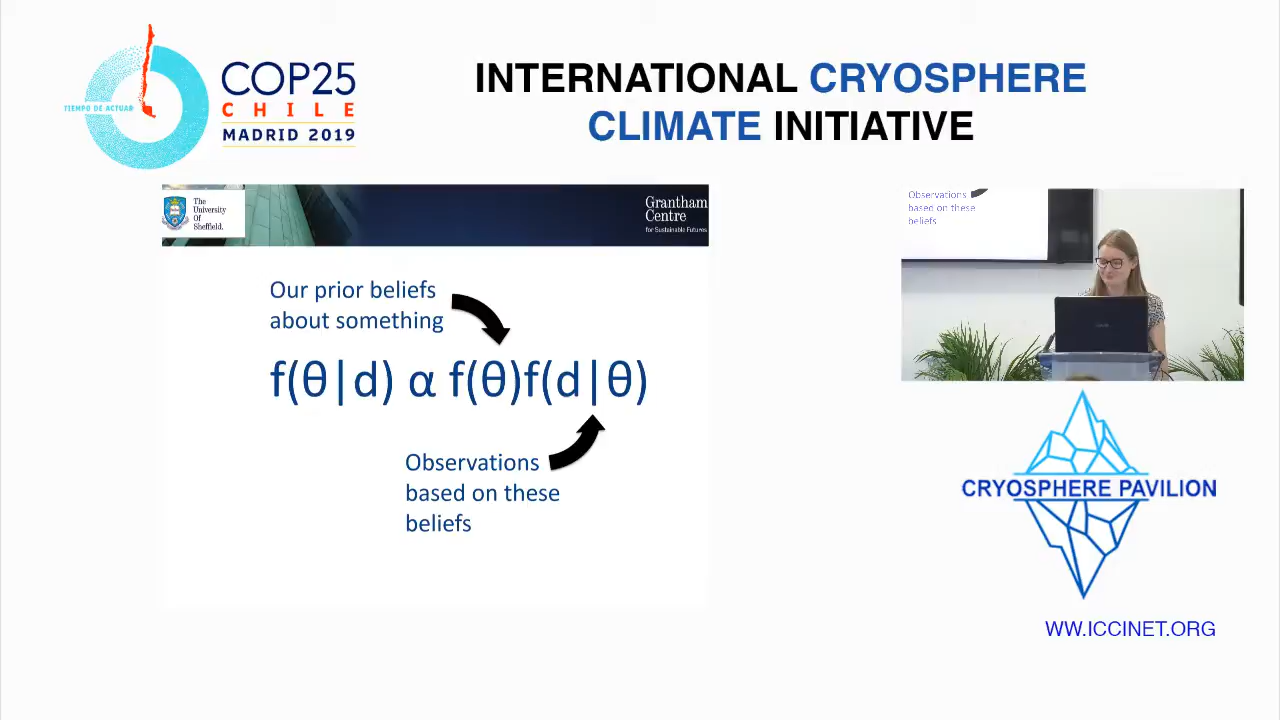 TIEMPO DE ACTUAR
COP25
CHILE
MADRID 2019
INTERNATIONAL CRYOSPHERE
CLIMATE INITIATIVE
The
University
Of
Sheffield.
Grantham
Centre
for Sustainable Futures
Our prior beliefs
about something
f(θ|d) α f(θ)f(d|θ)
Observations
based on these
beliefs
Observations
based on these
beliefs
CRYOSPHERE PAVILION
WW.ICCINET.ORG